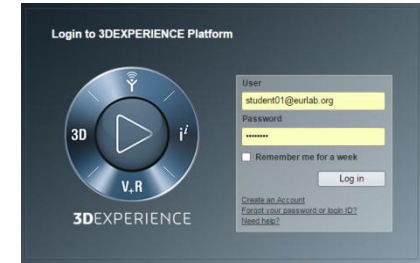 Login to 3DEXPERIENCE Platform
3D
i²
V,R
3DEXPERIENCE
User
student01@eurlab.org
Password
••••••••
Remember me for a week
Log in
Create an Account
Forgot your password or login ID?
Need help?